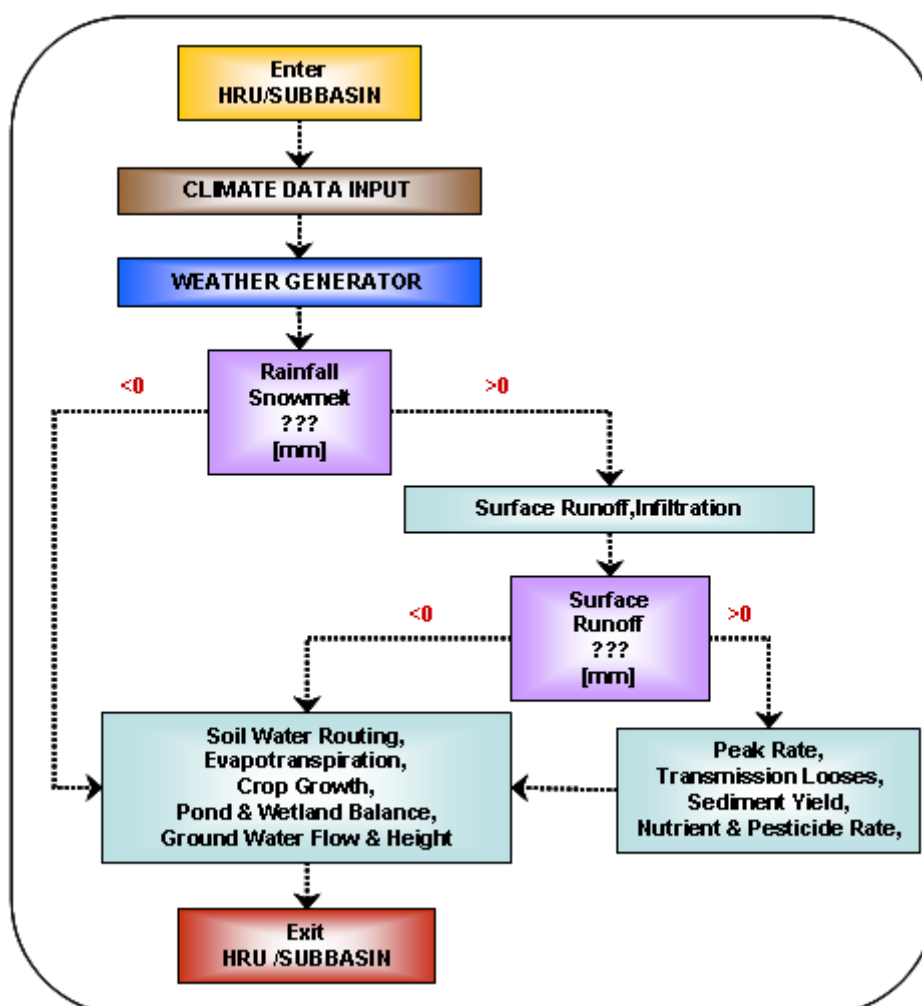 Enter
HRU/SUBBASIN
CLIMATE DATA INPUT
WEATHER GENERATOR
Rainfall
Snowmelt
???
[mm]
<0
>0
Surface Runoff,Infiltration
Surface
Runoff
???
[mm]
<0
>0
Soil Water Routing,
Evapotranspiration,
Crop Growth,
Pond & Wetland Balance,
Ground Water Flow & Height
Peak Rate,
Transmission Looses,
Sediment Yield,
Nutrient & Pesticide Rate,
Exit
HRU /SUBBASIN